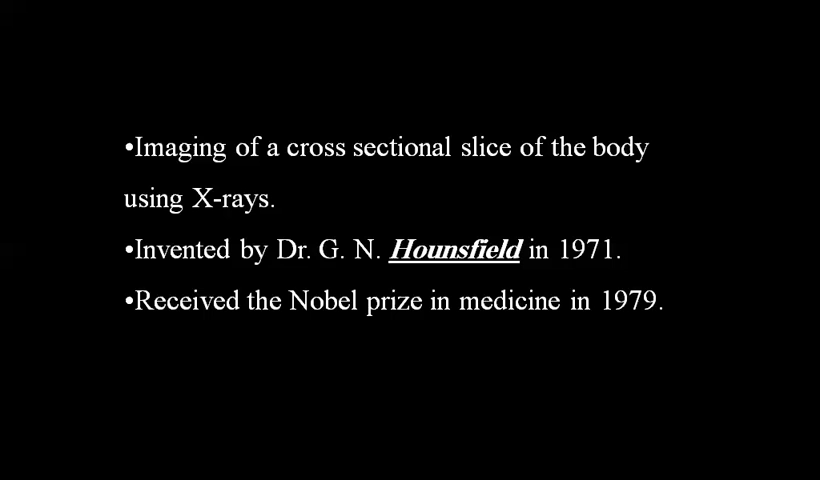 •Imaging of a cross sectional slice of the body
using X-rays.
•Invented by Dr. G. N. Hounsfield in 1971.
•Received the Nobel prize in medicine in 1979.